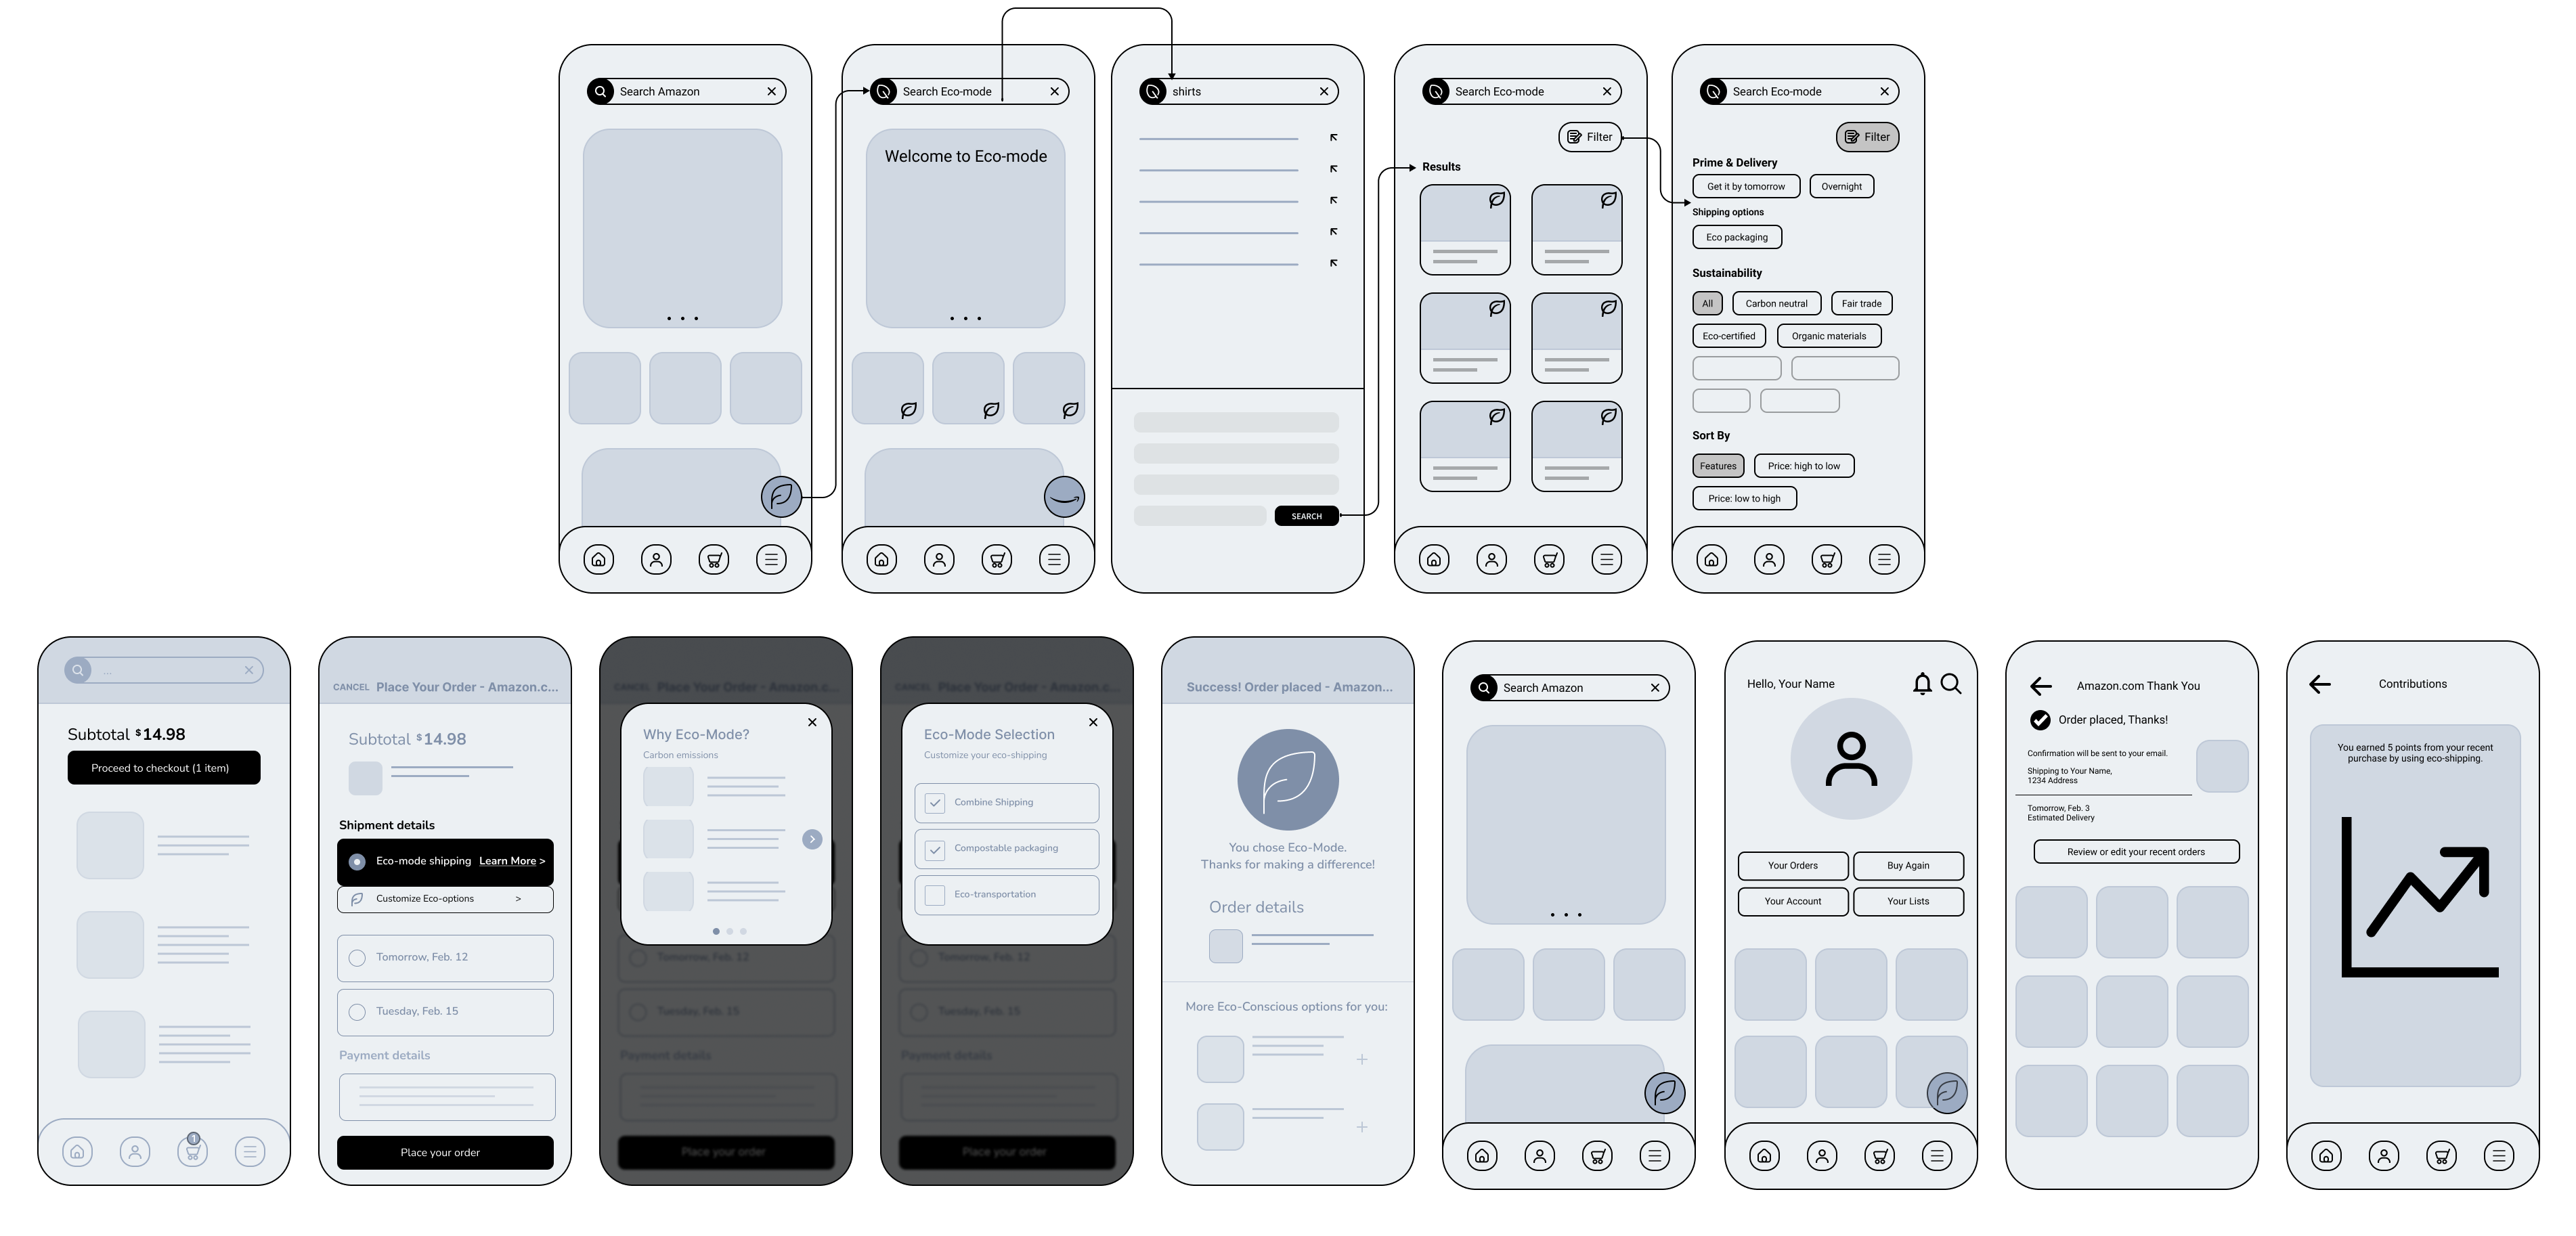 Search Amazon
Search Eco-mode
Welcome to Eco-mode
shirts
SEARCH
Search Eco-mode
Filter
Results
Search Eco-mode
Filter
Prime & Delivery
Get it by tomorrow
Overnight
Shipping options
Eco packaging
Sustainability
All
Carbon neutral
Fair trade
Eco-certified
Organic materials
Sort By
Features
Price: high to low
Price: low to high
...
Subtotal $14.98
Proceed to checkout (1 item)
1
CANCEL Place Your Order - Amazon.c...
Subtotal $14.98
Shipment details
Eco-mode shipping Learn More >
Customize Eco-options >
Tomorrow, Feb. 12
Tuesday, Feb. 15
Payment details
Place your order
CANCEL Place Your Order - Amazon.c...
Why Eco-Mode?
Carbon emissions
Tomorrow, Feb. 12
Tuesday, Feb. 15
Payment details
Place your order
CANCEL Place Your Order - Amazon.c...
Eco-Mode Selection
Customize your eco-shipping
Combine Shipping
Compostable packaging
Eco-transportation
Tomorrow, Feb. 12
Tuesday, Feb. 15
Payment details
Place your order
Success! Order placed - Amazon...
You chose Eco-Mode.
Thanks for making a difference!
Order details
More Eco-Conscious options for you:
Search Amazon
Hello, Your Name
Your Orders
Buy Again
Your Account
Your Lists
Amazon.com Thank You
Order placed, Thanks!
Confirmation will be sent to your email.
Shipping to Your Name,
1234 Address
Tomorrow, Feb. 3
Estimated Delivery
Review or edit your recent orders
Contributions
You earned 5 points from your recent
purchase by using eco-shipping.